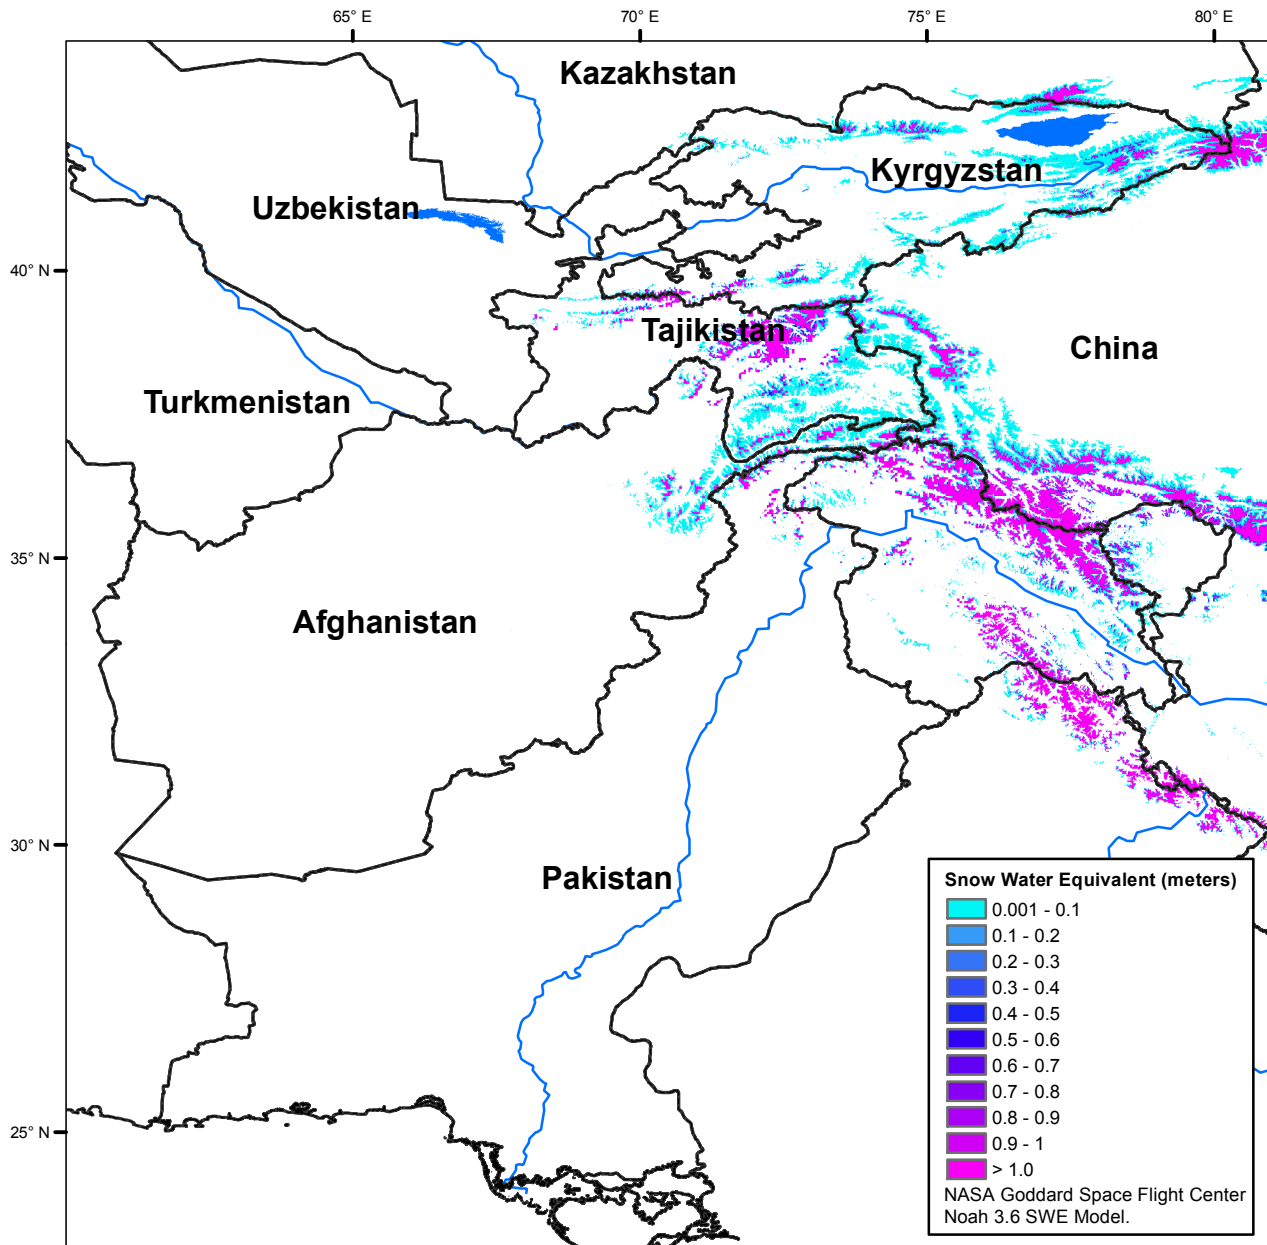 65° E
70° E
75° E
80° E
Kazakhstan
Kyrgyzstan
Uzbekistan
40° N
Tajikistan
China
Turkmenistan
35° N
Afghanistan
30° N
Pakistan
25° N
Snow Water Equivalent (meters)
0.001 - 0.1
0.1 - 0.2
0.2 - 0.3
0.3 - 0.4
0.4 - 0.5
0.5 - 0.6
0.6 - 0.7
0.7 - 0.8
0.8 - 0.9
0.9 - 1
> 1.0
NASA Goddard Space Flight Center
Noah 3.6 SWE Model.